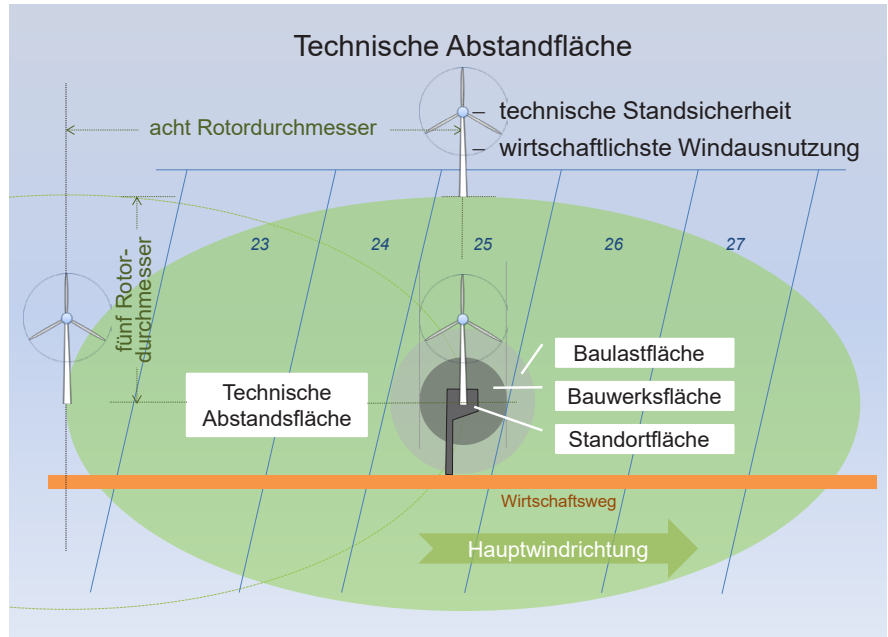 Technische Abstandfläche
– technische Standsicherheit
acht Rotordurchmesser
– wirtschaftlichste Windausnutzung
fünf Rotor-
durchmesser
23
24
25
26
27
Baulastfläche
Technische
Abstandsfläche
Bauwerksfläche
Standortfläche
Wirtschaftsweg
Hauptwindrichtung